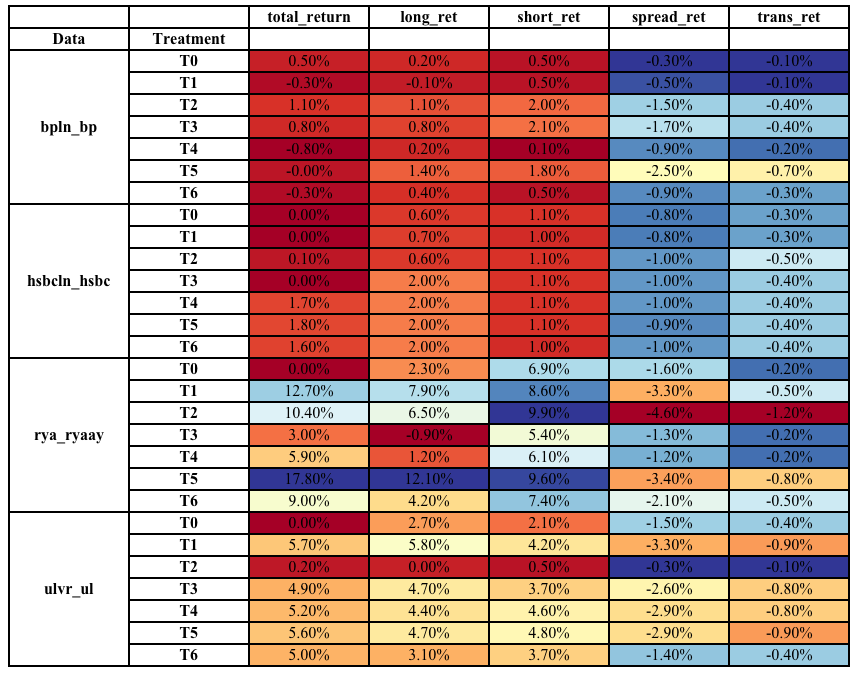 total_return long_ret short_ret spread_ret trans_ret
Data Treatment
bpln_bp T0 0.50% 0.20% 0.50% -0.30% -0.10%
T1 -0.30% -0.10% 0.50% -0.50% -0.10%
T2 1.10% 1.10% 2.00% -1.50% -0.40%
T3 0.80% 0.80% 2.10% -1.70% -0.40%
T4 -0.80% 0.20% 0.10% -0.90% -0.20%
T5 -0.00% 1.40% 1.80% -2.50% -0.70%
T6 -0.30% 0.40% 0.50% -0.90% -0.30%
hsbcln_hsbc T0 0.00% 0.60% 1.10% -0.80% -0.30%
T1 0.00% 0.70% 1.00% -0.80% -0.30%
T2 0.10% 0.60% 1.10% -1.00% -0.50%
T3 0.00% 2.00% 1.10% -1.00% -0.40%
T4 1.70% 2.00% 1.10% -1.00% -0.40%
T5 1.80% 2.00% 1.10% -0.90% -0.40%
T6 1.60% 2.00% 1.00% -1.00% -0.40%
rya_ryaay T0 0.00% 2.30% 6.90% -1.60% -0.20%
T1 12.70% 7.90% 8.60% -3.30% -0.50%
T2 10.40% 6.50% 9.90% -4.60% -1.20%
T3 3.00% -0.90% 5.40% -1.30% -0.20%
T4 5.90% 1.20% 6.10% -1.20% -0.20%
T5 17.80% 12.10% 9.60% -3.40% -0.80%
T6 9.00% 4.20% 7.40% -2.10% -0.50%
ulvr_ul T0 0.00% 2.70% 2.10% -1.50% -0.40%
T1 5.70% 5.80% 4.20% -3.30% -0.90%
T2 0.20% 0.00% 0.50% -0.30% -0.10%
T3 4.90% 4.70% 3.70% -2.60% -0.80%
T4 5.20% 4.40% 4.60% -2.90% -0.80%
T5 5.60% 4.70% 4.80% -2.90% -0.90%
T6 5.00% 3.10% 3.70% -1.40% -0.40%